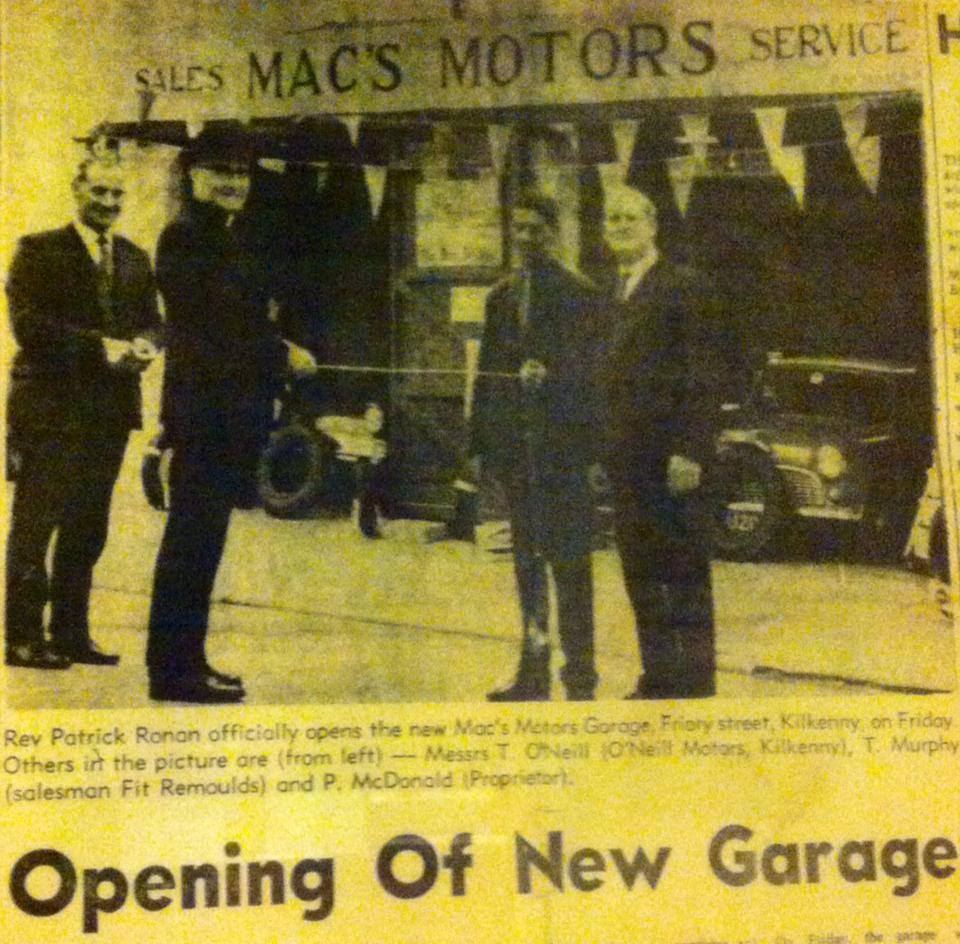 SALES MAC'S MOTORS SERVICE
H
Rev Patrick Ronan officially opens the new Mac's Motors Garage, Friary street, Kilkenny, on Friday.
Others in the picture are (from left) — Messrs T. O'Neill (O'Neill Motors, Kilkenny), T. Murphy
(salesman Fit Remoulds) and P. McDonald (Proprietor).
Opening Of New Garage
the garage